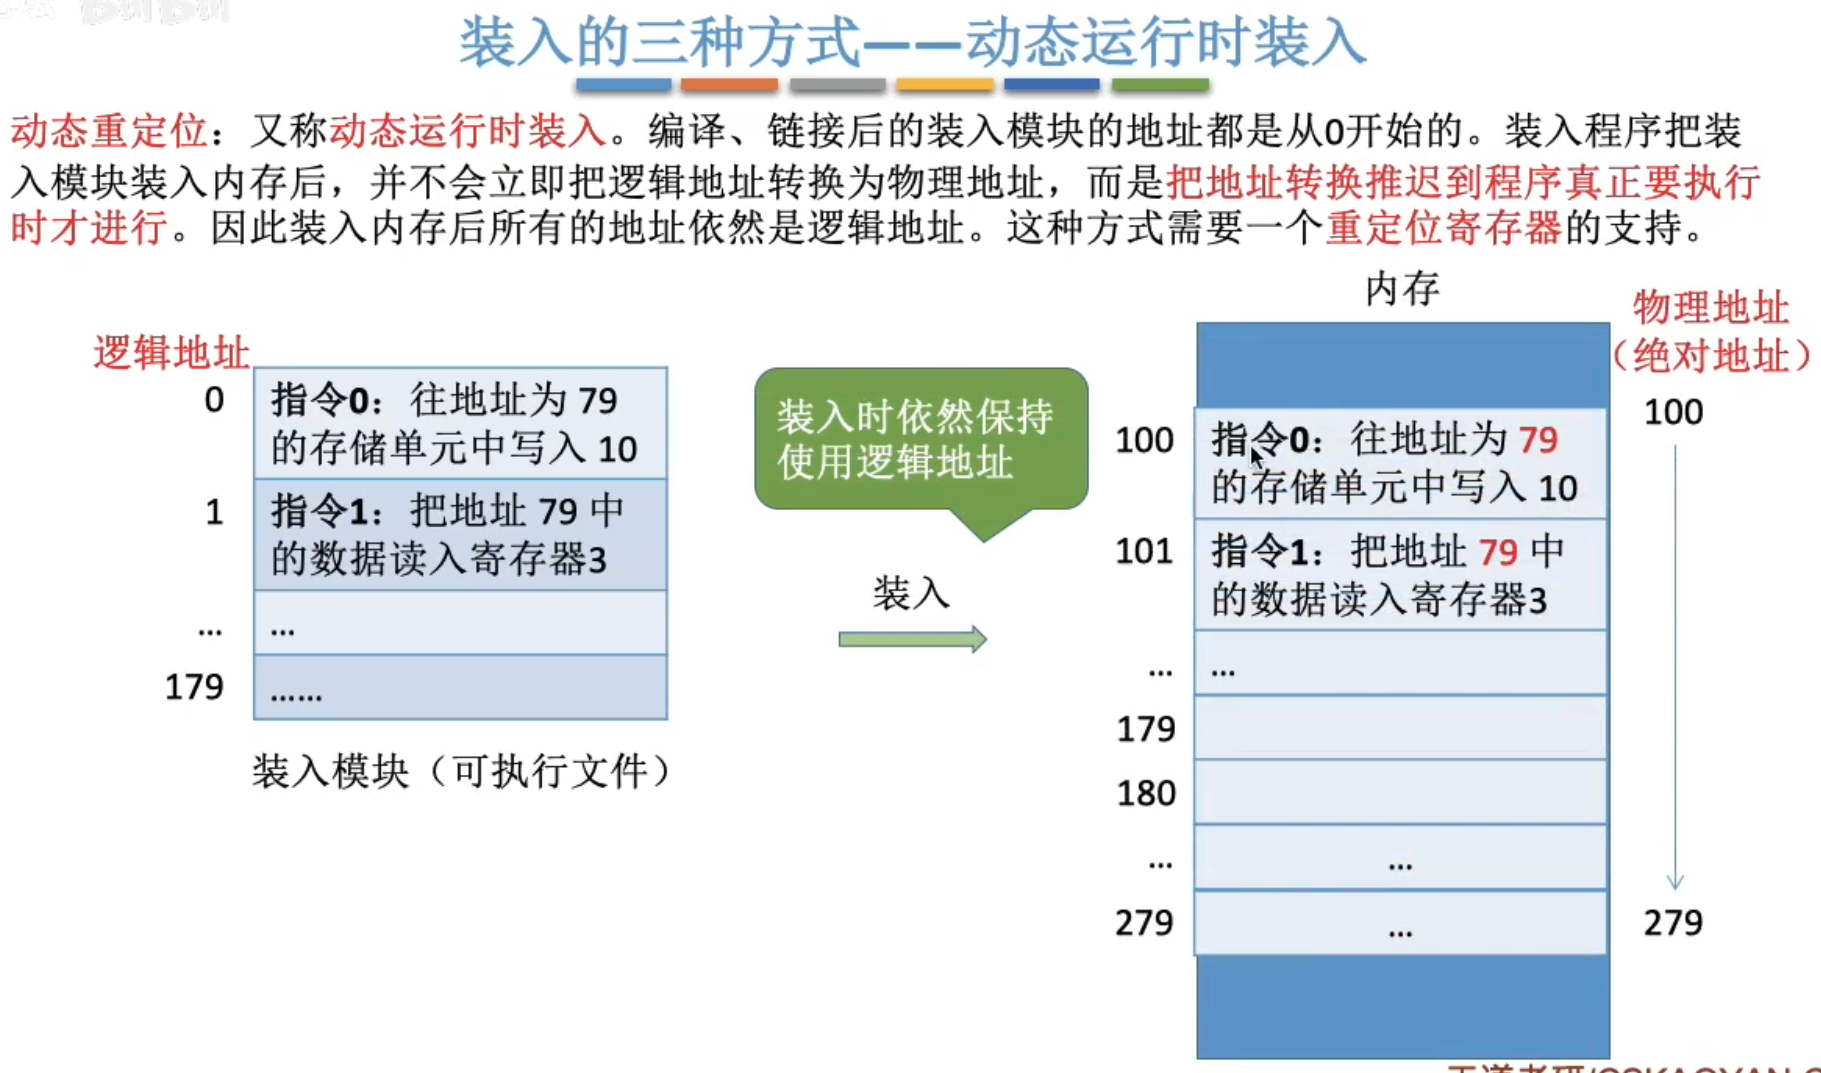 装入的三种方式——动态运行时装入
动态重定位：又称动态运行时装入。编译、链接后的装入模块的地址都是从0开始的。装入程序把装
入模块装入内存后，并不会立即把逻辑地址转换为物理地址，而是把地址转换推迟到程序真正要执行
时才进行。因此装入内存后所有的地址依然是逻辑地址。这种方式需要一个重定位寄存器的支持。
逻辑地址
0
指令0：往地址为 79
的存储单元中写入 10
1
指令1：把地址 79 中
的数据读入寄存器3
...
...
179
......
装入模块（可执行文件）
装入时依然保持
使用逻辑地址
装入
内存
物理地址
（绝对地址）
100
指令0：往地址为 79
的存储单元中写入 10
100
101
指令1：把地址 79 中
的数据读入寄存器3
...
...
179
180
...
...
279
...
279